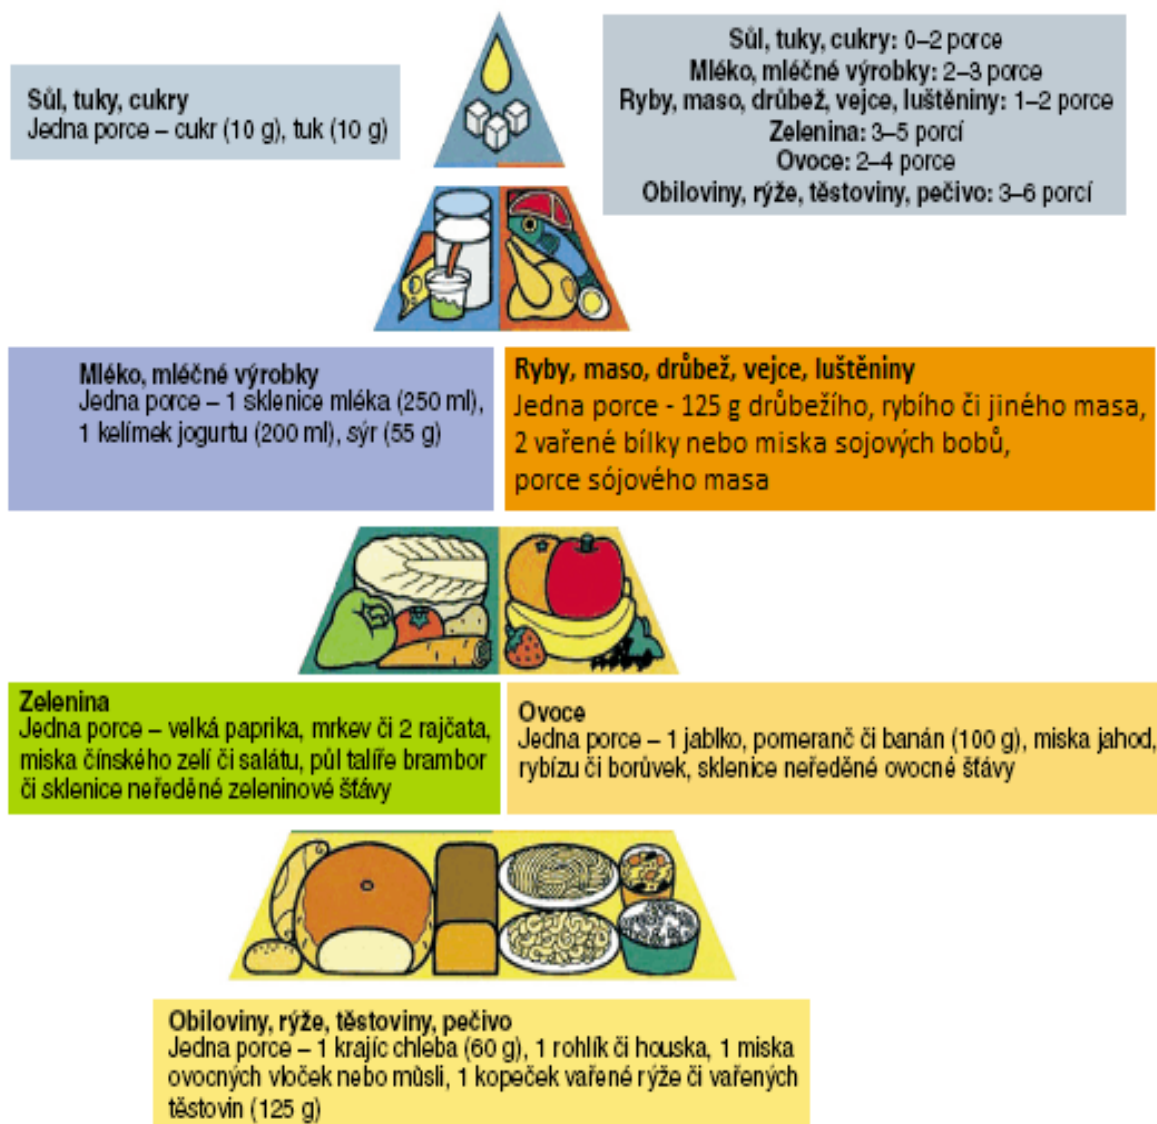 Sůl, tuky, cukry
Jedna porce – cukr (10 g), tuk (10 g)
Sůl, tuky, cukry: 0–2 porce
Mléko, mléčné výrobky: 2–3 porce
Ryby, maso, drůbež, vejce, luštěniny: 1–2 porce
Zelenina: 3–5 porcí
Ovoce: 2–4 porce
Obiloviny, rýže, těstoviny, pečivo: 3–6 porcí
Mléko, mléčné výrobky
Jedna porce – 1 sklenice mléka (250 ml),
1 kelímek jogurtu (200 ml), sýr (55 g)
Ryby, maso, drůbež, vejce, luštěniny
Jedna porce - 125 g drůbežího, rybího či jiného masa,
2 vařené bílky nebo miska sojových bobů,
porce sójového masa
Zelenina
Jedna porce – velká paprika, mrkev či 2 rajčata,
miska čínského zelí či salátu, půl talíře brambor
či sklenice neředěné zeleninové šťávy
Ovoce
Jedna porce – 1 jablko, pomeranč či banán (100 g), miska jahod,
rybízu či borůvek, sklenice neředěné ovocné šťávy
Obiloviny, rýže, těstoviny, pečivo
Jedna porce – 1 krajíc chleba (60 g), 1 rohlík či houska, 1 miska
ovocných vloček nebo műsli, 1 kopeček vařené rýže či vařených
těstovin (125 g)